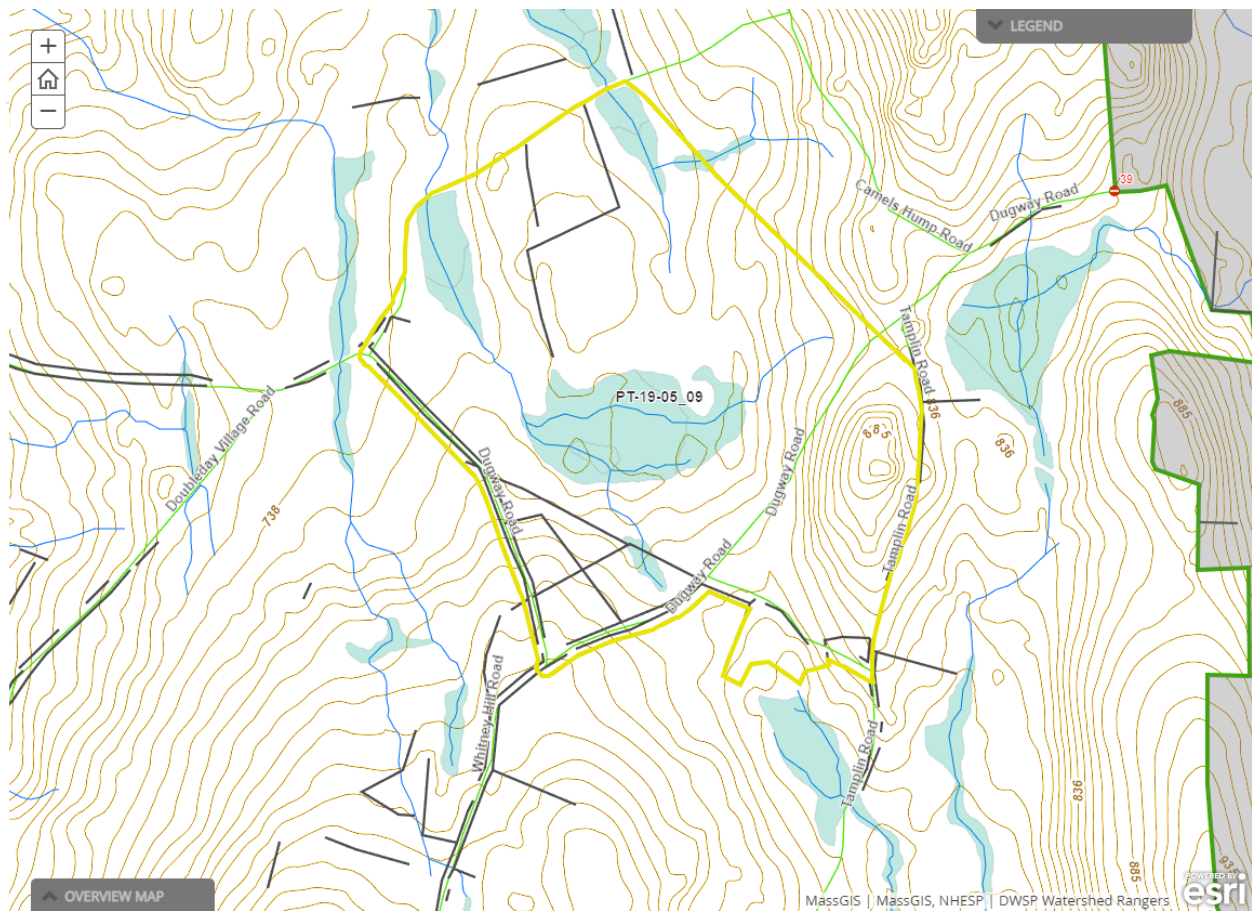 +
−
LEGEND
39
Camels Hump Road
Dugway Road
Tamplin Road
836
PT-19-05_09
885
885
836
Doubleday Village Road
Dugway Road
Dugway Road
738
Tamplin Road
Dugway Road
Whitney Hill Road
Tamplin Road
836
885
OVERVIEW MAP
MassGIS | MassGIS, NHESP | DWSP Watershed Rangers
POWERED BY
esri